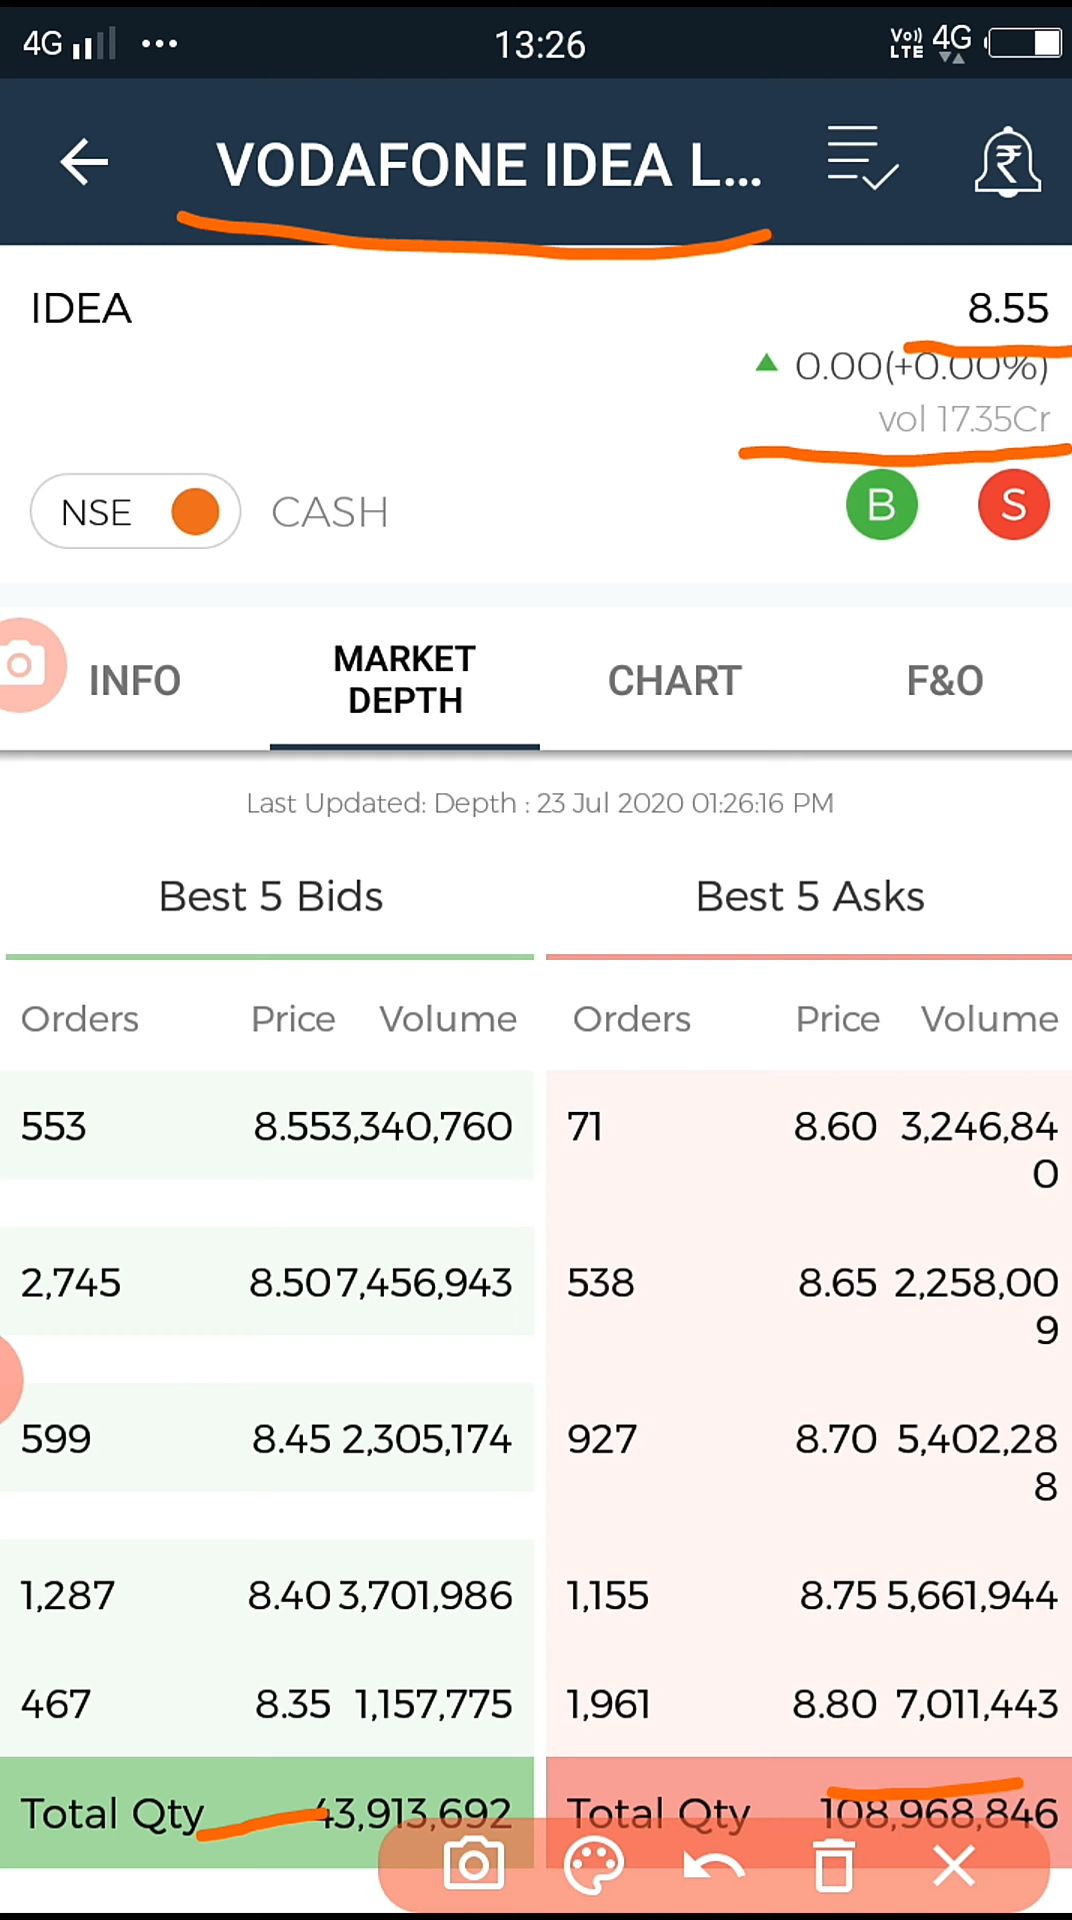 4G ... 13:26 Vo)) LTE 4G
VODAFONE IDEA L...
IDEA 8.55
0.00(+0.00%)
vol 17.35Cr
NSE CASH B S
INFO MARKET DEPTH CHART F&O
Last Updated: Depth : 23 Jul 2020 01:26:16 PM
Best 5 Bids Best 5 Asks
Orders Price Volume Orders Price Volume
553 8.55 3,340,760 71 8.60 3,246,840
2,745 8.50 7,456,943 538 8.65 2,258,009
599 8.45 2,305,174 927 8.70 5,402,288
1,287 8.40 3,701,986 1,155 8.75 5,661,944
467 8.35 1,157,775 1,961 8.80 7,011,443
Total Qty 43,913,692 Total Qty 108,968,846